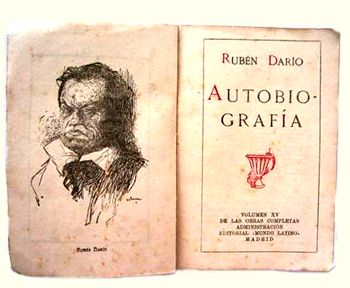 Rubén Darío
RUBÉN DARÍO
AUTOBIO-
GRAFÍA
VOLUMEN XV
DE LAS OBRAS COMPLETAS
ADMINISTRACIÓN
EDITORIAL «MUNDO LATINO»
MADRID